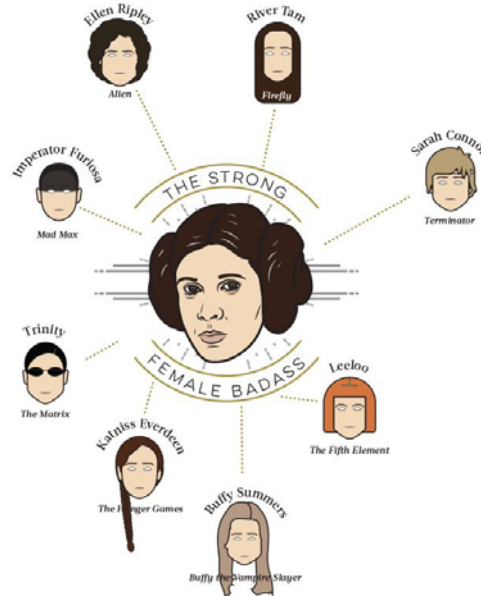 Ellen Ripley
Alien
River Tam
Firefly
Imperator Furiosa
Mad Max
Sarah Connor
Terminator
THE STRONG
FEMALE BADASS
Trinity
The Matrix
Leeloo
The Fifth Element
Katniss Everdeen
The Hunger Games
Buffy Summers
Buffy the Vampire Slayer